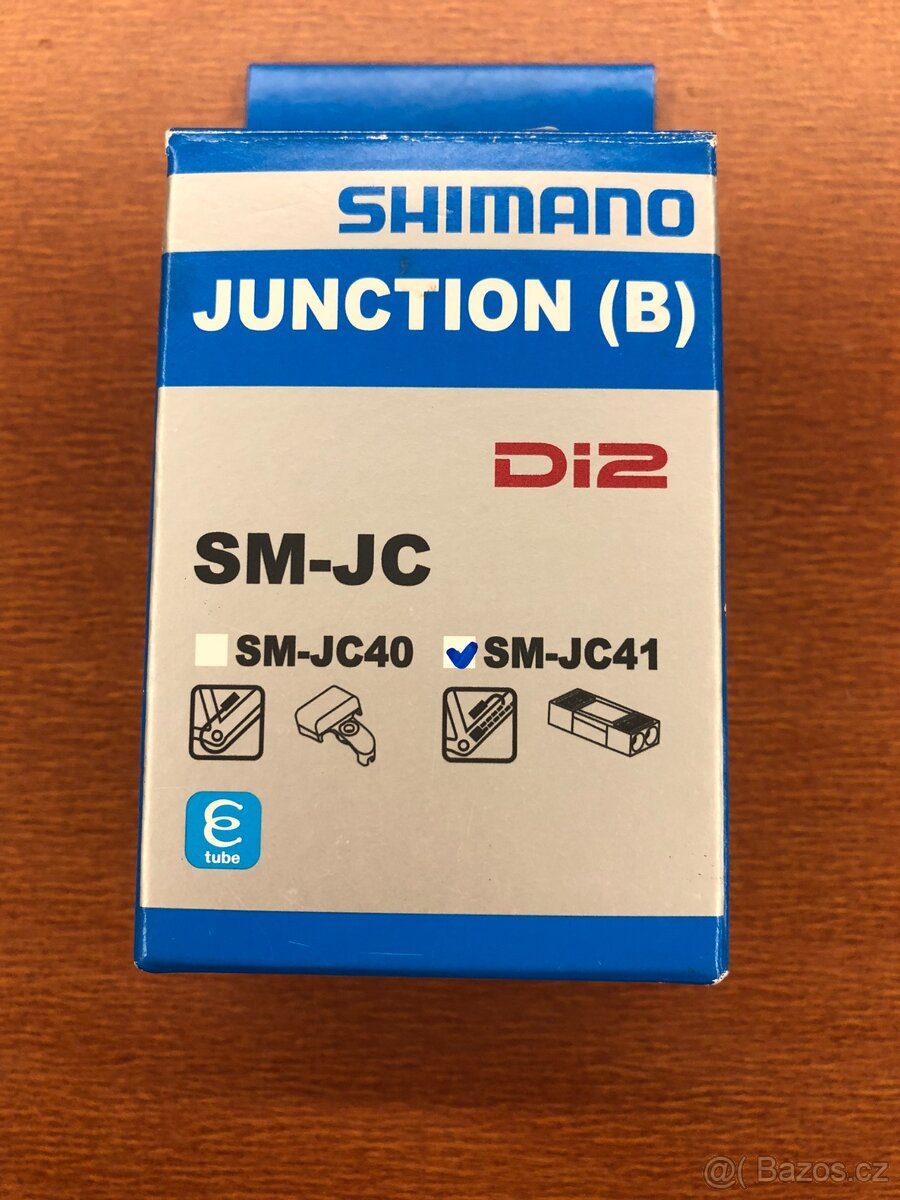 SHIMANO
JUNCTION (B)
Di2
SM-JC
SM-JC40 SM-JC41
E
tube
@( Bazos.cz